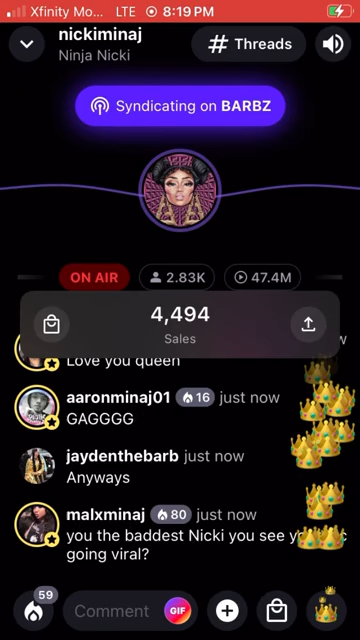 Xfinity Mo... LTE 8:19 PM
nickiminaj
Ninja Nicki
# Threads
Syndicating on BARBZ
ON AIR 2.83K 47.4M
4,494
Sales
Love you queen
aaronminaj01 16 just now
GAGGGG
jaydenthebarb just now
Anyways
malxminaj 80 just now
you the baddest Nicki you see
going viral?
59
Comment GIF